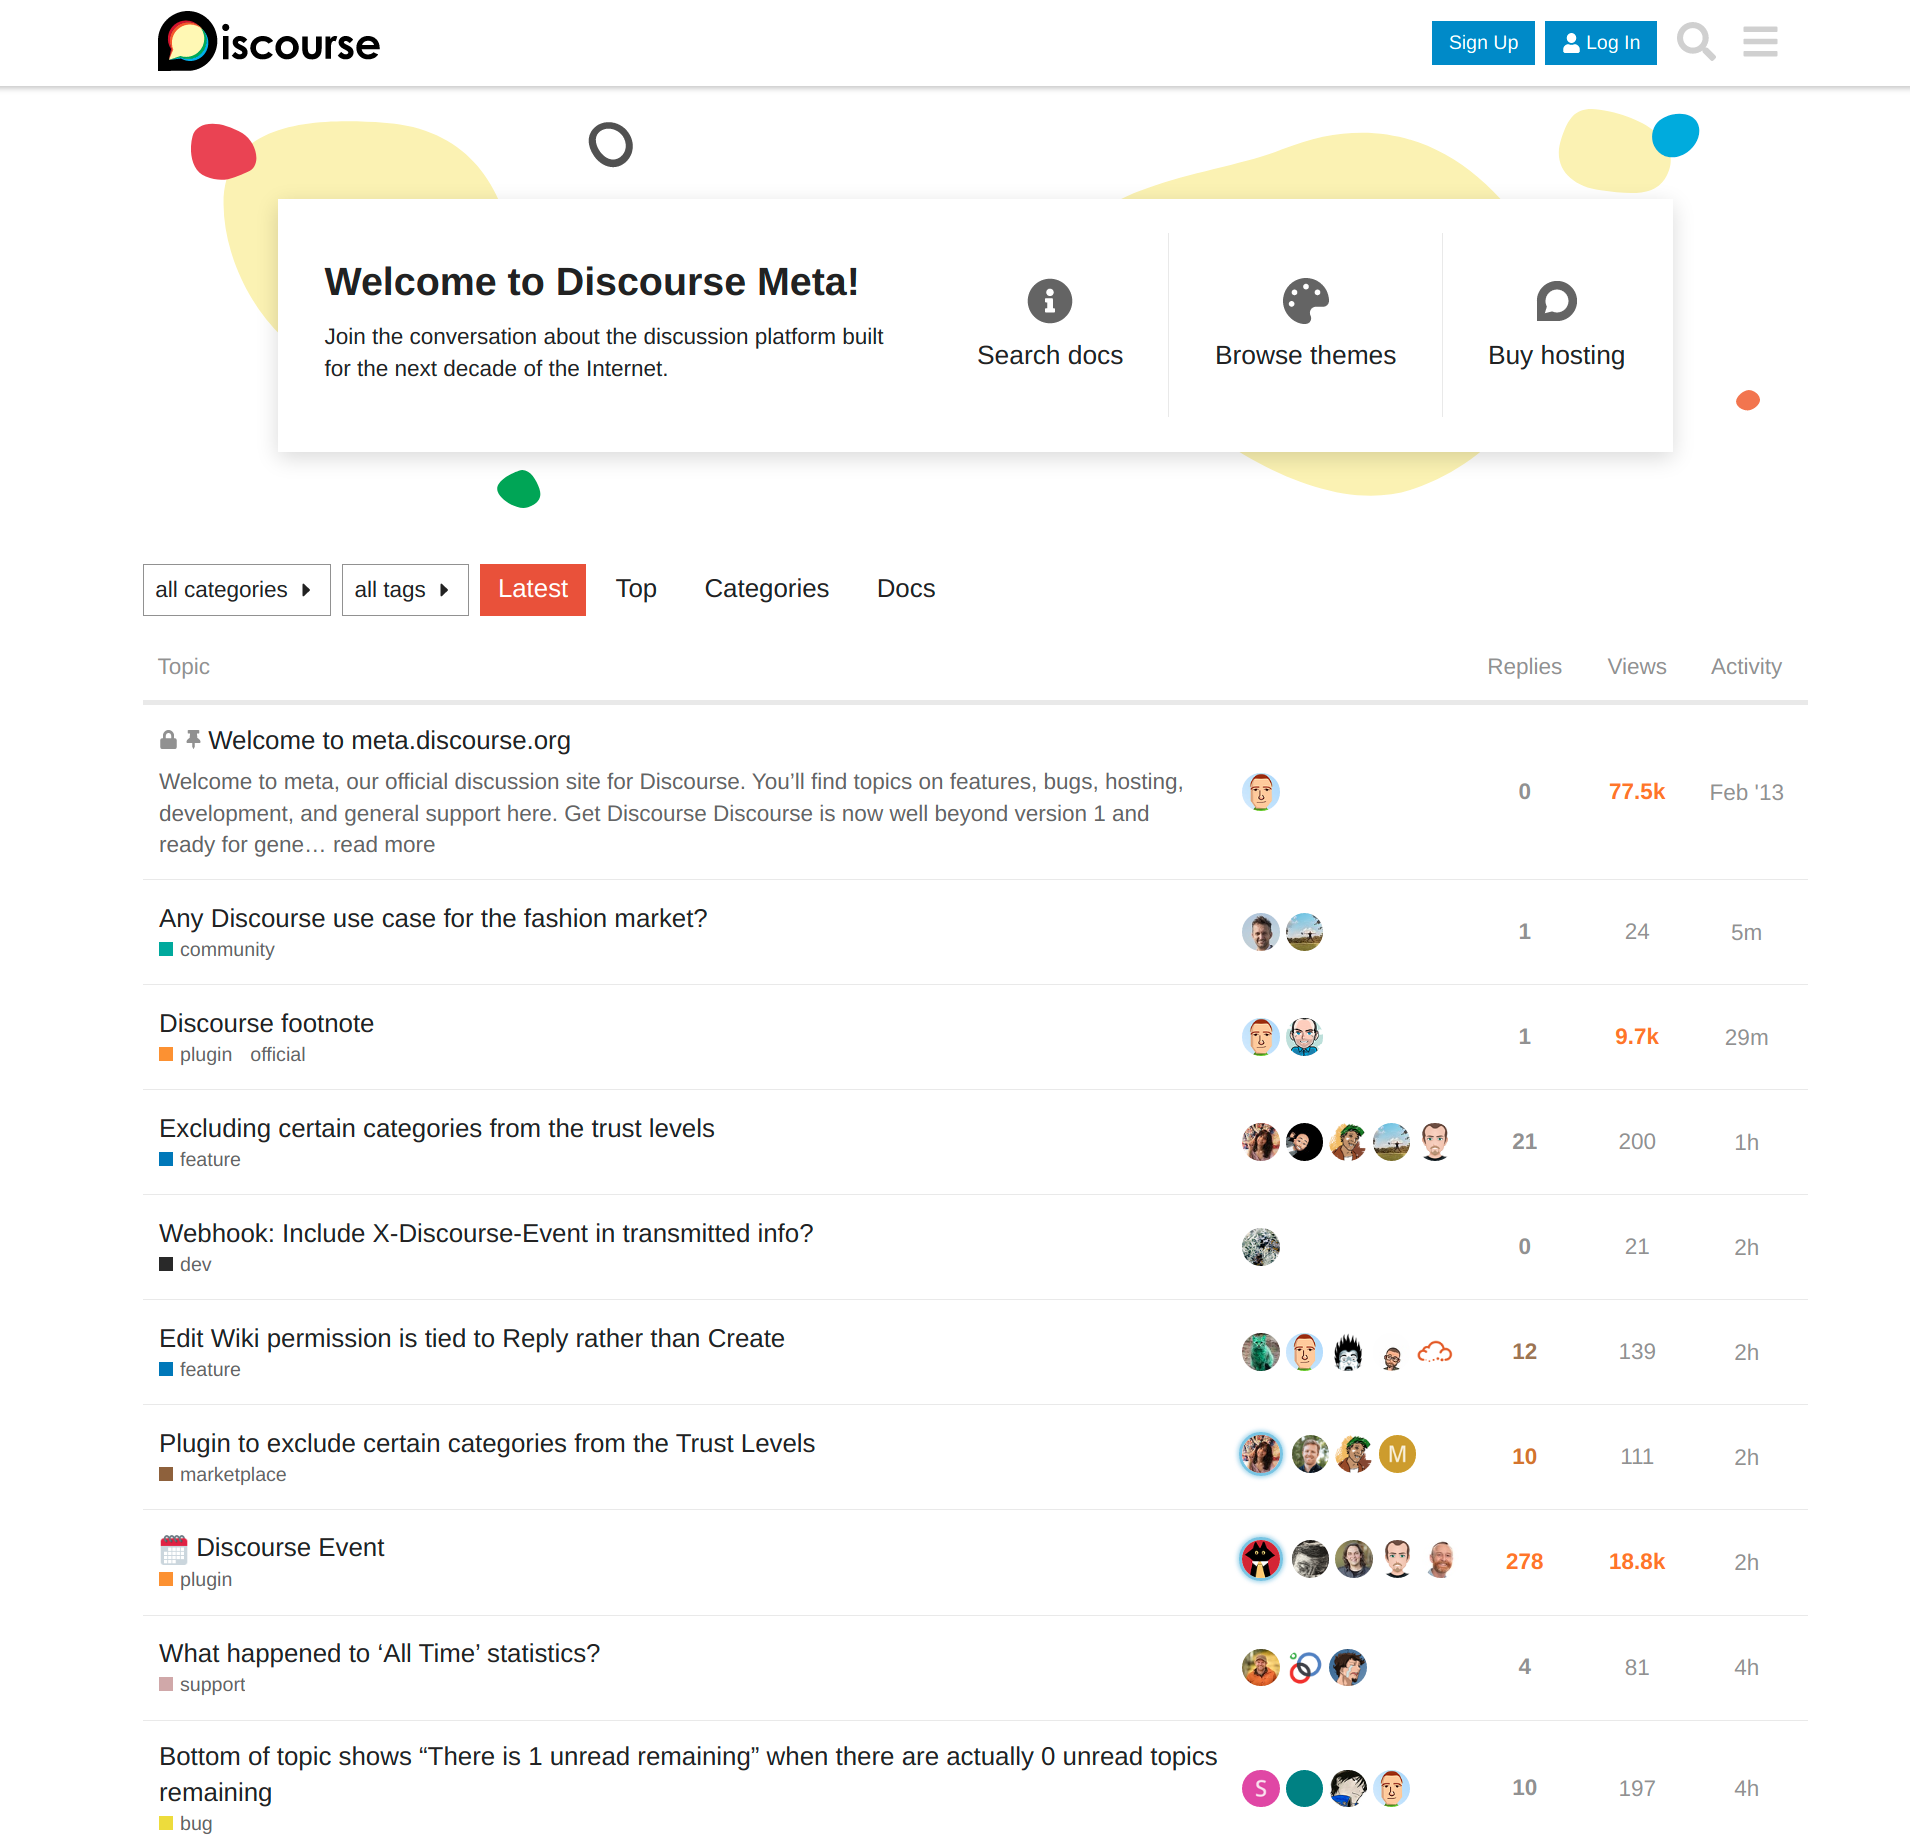 Discourse
Sign Up
Log In
Welcome to Discourse Meta!
Join the conversation about the discussion platform built
for the next decade of the Internet.
Search docs
Browse themes
Buy hosting
all categories
all tags
Latest
Top
Categories
Docs
Topic
Replies
Views
Activity
Welcome to meta.discourse.org
Welcome to meta, our official discussion site for Discourse. You’ll find topics on features, bugs, hosting,
development, and general support here. Get Discourse Discourse is now well beyond version 1 and
ready for gene… read more
0
77.5k
Feb '13
Any Discourse use case for the fashion market?
community
1
24
5m
Discourse footnote
plugin official
1
9.7k
29m
Excluding certain categories from the trust levels
feature
21
200
1h
Webhook: Include X-Discourse-Event in transmitted info?
dev
0
21
2h
Edit Wiki permission is tied to Reply rather than Create
feature
12
139
2h
Plugin to exclude certain categories from the Trust Levels
marketplace
M
10
111
2h
Discourse Event
plugin
278
18.8k
2h
What happened to ‘All Time’ statistics?
support
4
81
4h
Bottom of topic shows “There is 1 unread remaining” when there are actually 0 unread topics
remaining
bug
S
10
197
4h